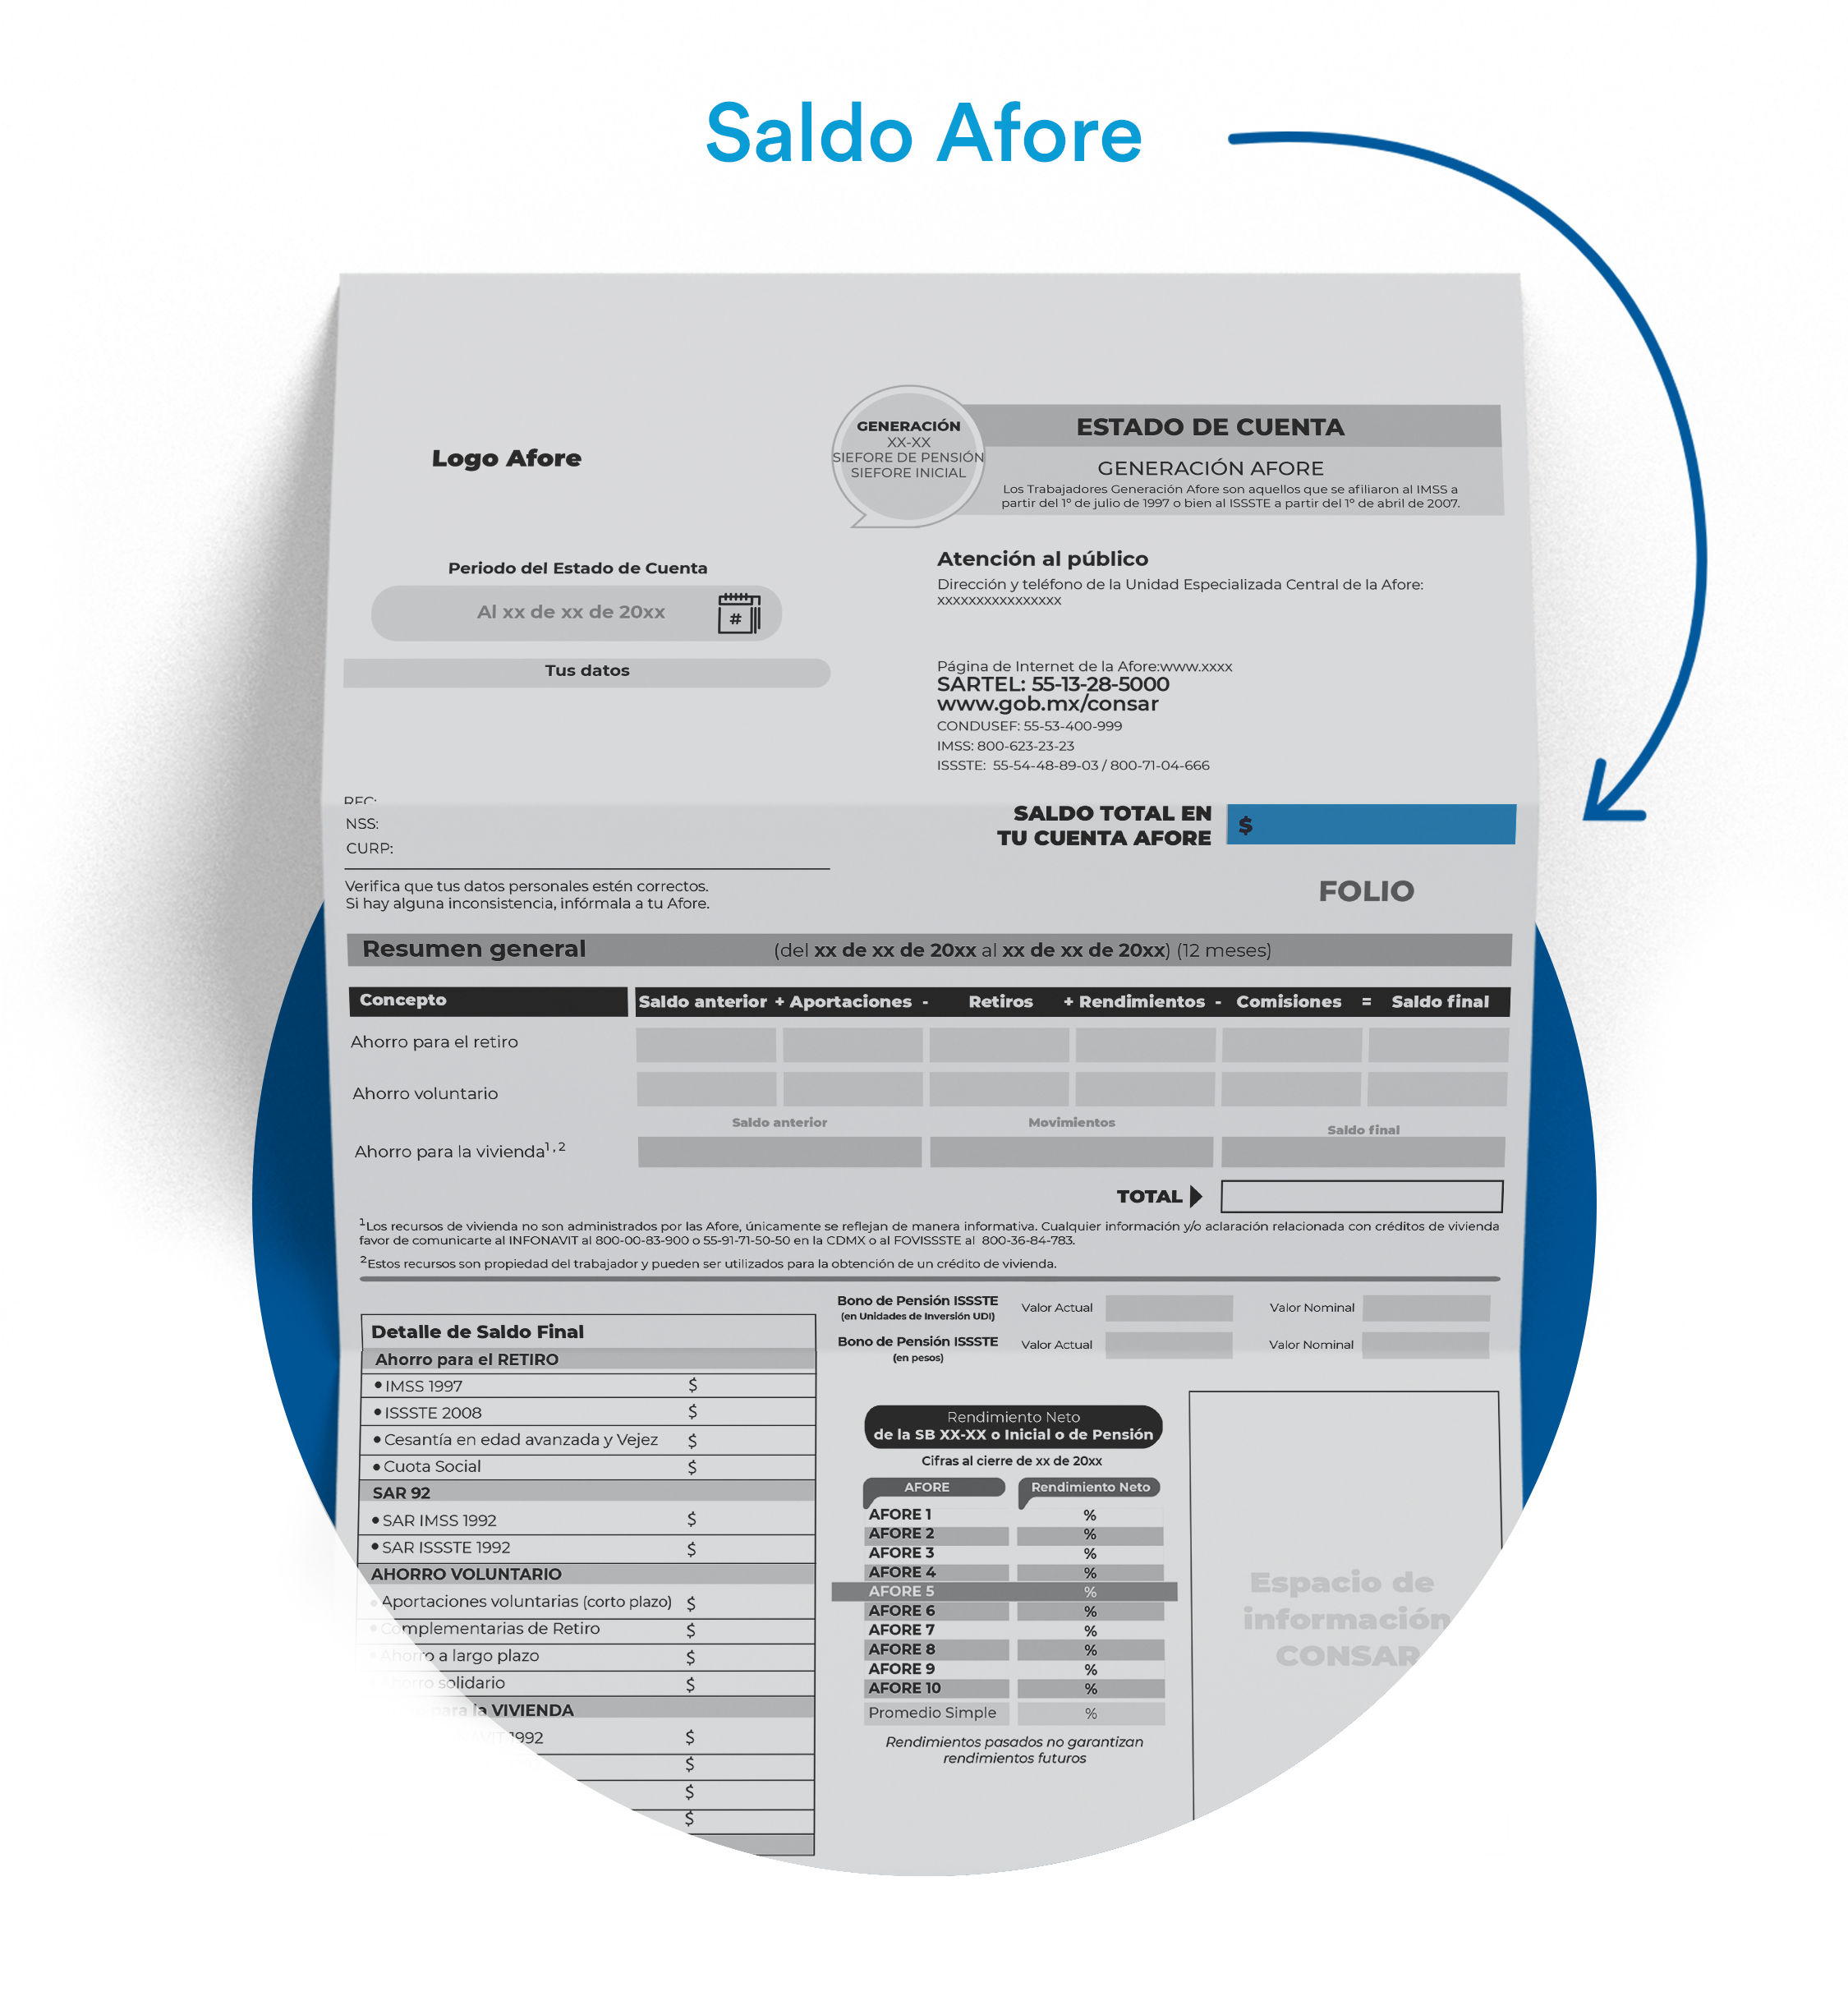 Saldo Afore
Logo Afore
GENERACIÓN
XX-XX
SIEFORE DE PENSIÓN
SIEFORE INICIAL
ESTADO DE CUENTA
GENERACIÓN AFORE
Los Trabajadores Generación Afore son aquellos que se afiliaron al IMSS a
partir del 1º de julio de 1997 o bien al ISSSTE a partir del 1º de abril de 2007.
Periodo del Estado de Cuenta
Al xx de xx de 20xx
#
Tus datos
Atención al público
Dirección y teléfono de la Unidad Especializada Central de la Afore:
xxxxxxxxxxxxxxxx
Página de Internet de la Afore:www.xxxx
SARTEL: 55-13-28-5000
www.gob.mx/consar
CONDUSEF: 55-53-400-999
IMSS: 800-623-23-23
ISSSTE: 55-54-48-89-03 / 800-71-04-666
RFC:
NSS:
CURP:
Verifica que tus datos personales estén correctos.
Si hay alguna inconsistencia, infórmala a tu Afore.
SALDO TOTAL EN
TU CUENTA AFORE
$
FOLIO
Resumen general (del xx de xx de 20xx al xx de xx de 20xx) (12 meses)
Concepto Saldo anterior + Aportaciones - Retiros + Rendimientos - Comisiones = Saldo final
Ahorro para el retiro
Ahorro voluntario
Saldo anterior Movimientos Saldo final
Ahorro para la vivienda1,2
TOTAL
1Los recursos de vivienda no son administrados por las Afore, únicamente se reflejan de manera informativa. Cualquier información y/o aclaración relacionada con créditos de vivienda
favor de comunicarte al INFONAVIT al 800-00-83-900 o 55-91-71-50-50 en la CDMX o al FOVISSSTE al 800-36-84-783.
2Estos recursos son propiedad del trabajador y pueden ser utilizados para la obtención de un crédito de vivienda.
Bono de Pensión ISSSTE Valor Actual Valor Nominal
(en Unidades de Inversión UDI)
Bono de Pensión ISSSTE Valor Actual Valor Nominal
(en pesos)
Detalle de Saldo Final
Ahorro para el RETIRO
• IMSS 1997 $
• ISSSTE 2008 $
• Cesantía en edad avanzada y Vejez $
• Cuota Social $
SAR 92
• SAR IMSS 1992 $
• SAR ISSSTE 1992 $
AHORRO VOLUNTARIO
• Aportaciones voluntarias (corto plazo) $
• Complementarias de Retiro $
• Ahorro a largo plazo $
solidario $
para la VIVIENDA
1992 $
$
$
$
Rendimiento Neto
de la SB XX-XX o Inicial o de Pensión
Cifras al cierre de xx de 20xx
AFORE Rendimiento Neto
AFORE 1 %
AFORE 2 %
AFORE 3 %
AFORE 4 %
AFORE 5 %
AFORE 6 %
AFORE 7 %
AFORE 8 %
AFORE 9 %
AFORE 10 %
Promedio Simple %
Rendimientos pasados no garantizan
rendimientos futuros
Espacio de
información
CONSAR